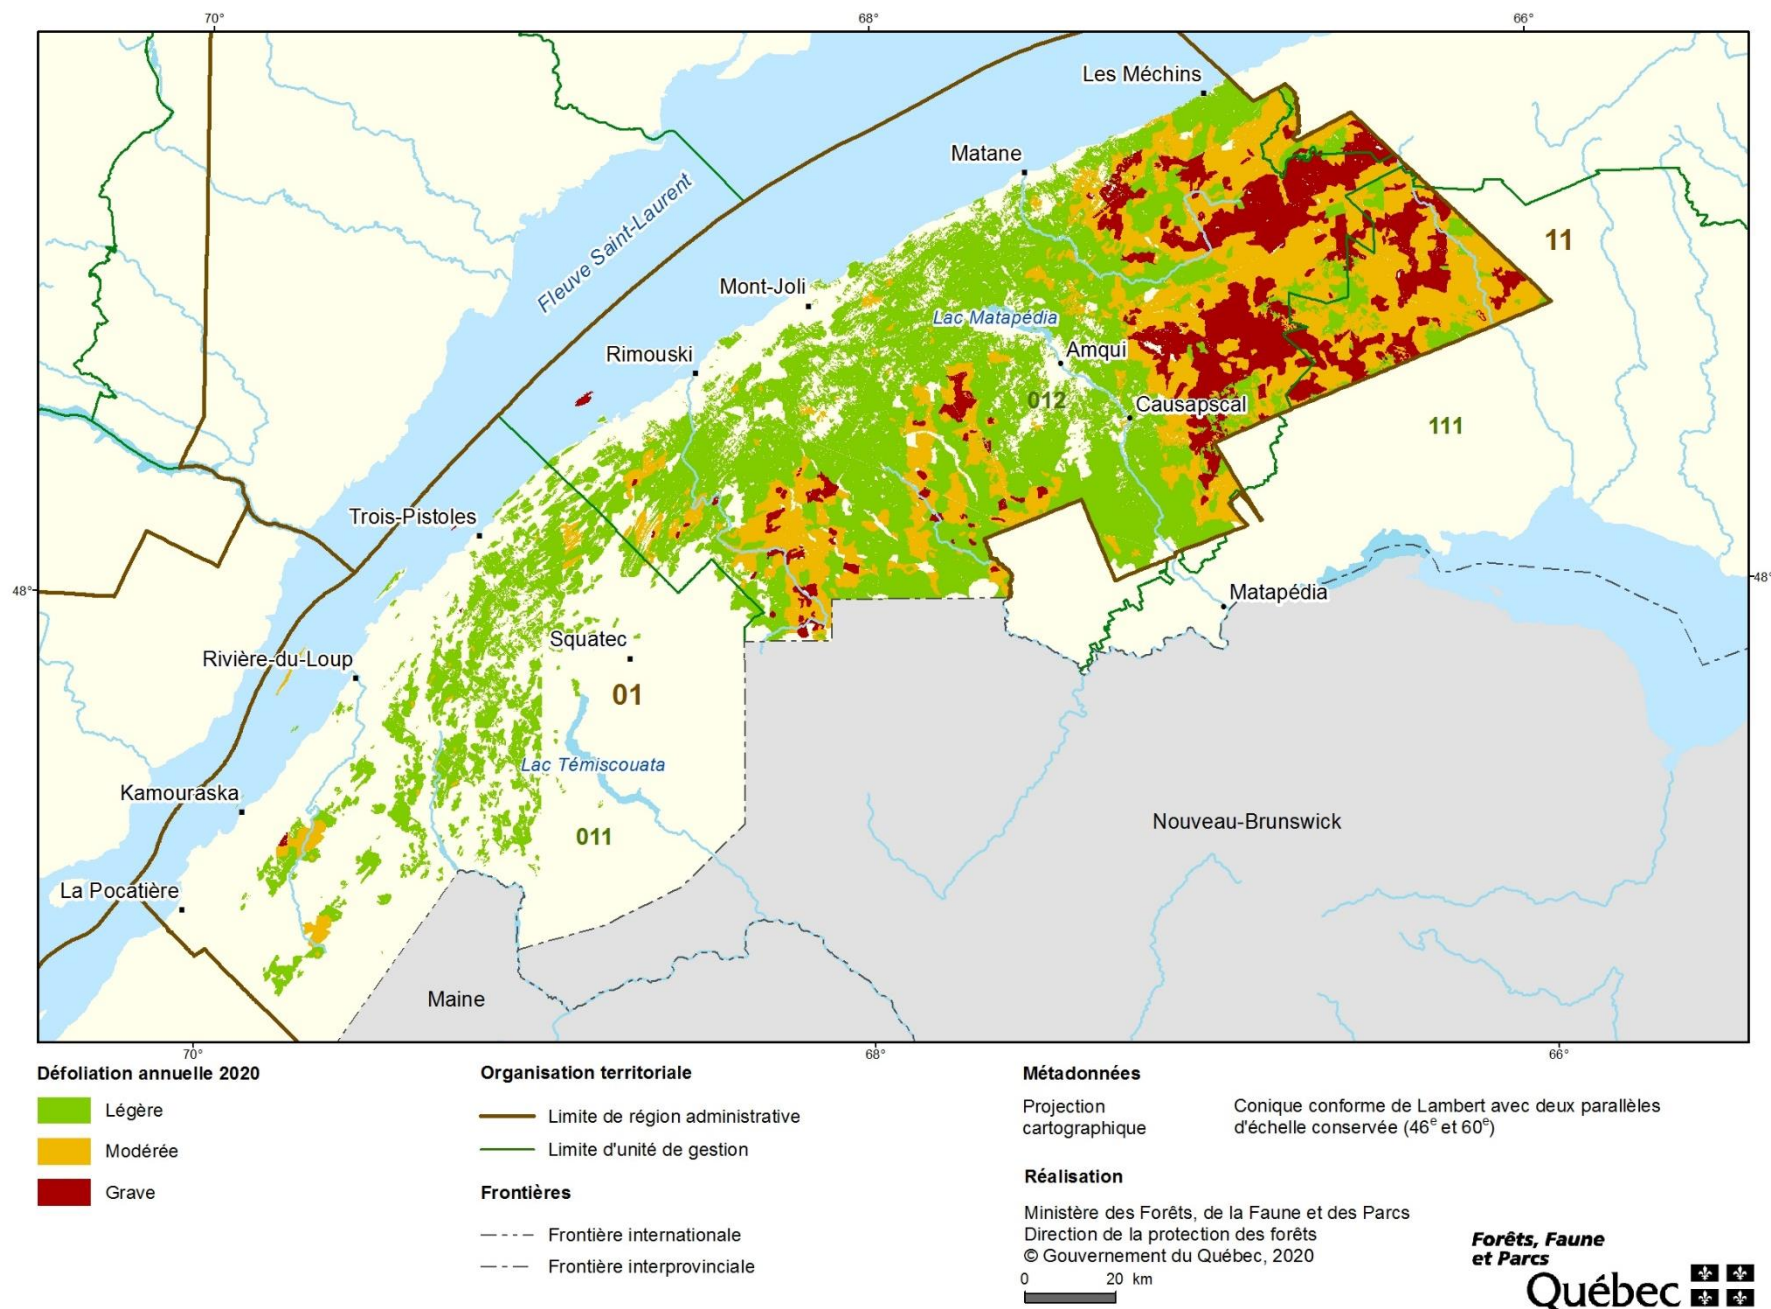 70°
68°
66°
Les Méchins
Matane
Fleuve Saint-Laurent
11
Mont-Joli
Lac Matapédia
Rimouski
Amqui
012
Causapscal
111
Trois-Pistoles
48°
48°
Matapédia
Squatec
Rivière-du-Loup
01
Lac Témiscouata
Kamouraska
011
Nouveau-Brunswick
La Pocatière
Maine
70°
68°
66°
Défoliation annuelle 2020
Légère
Modérée
Grave
Organisation territoriale
Limite de région administrative
Limite d'unité de gestion
Frontières
Frontière internationale
Frontière interprovinciale
Métadonnées
Projection
cartographique
Conique conforme de Lambert avec deux parallèles
d'échelle conservée (46e et 60e)
Réalisation
Ministère des Forêts, de la Faune et des Parcs
Direction de la protection des forêts
© Gouvernement du Québec, 2020
0 20 km
Forêts, Faune
et Parcs
Québec